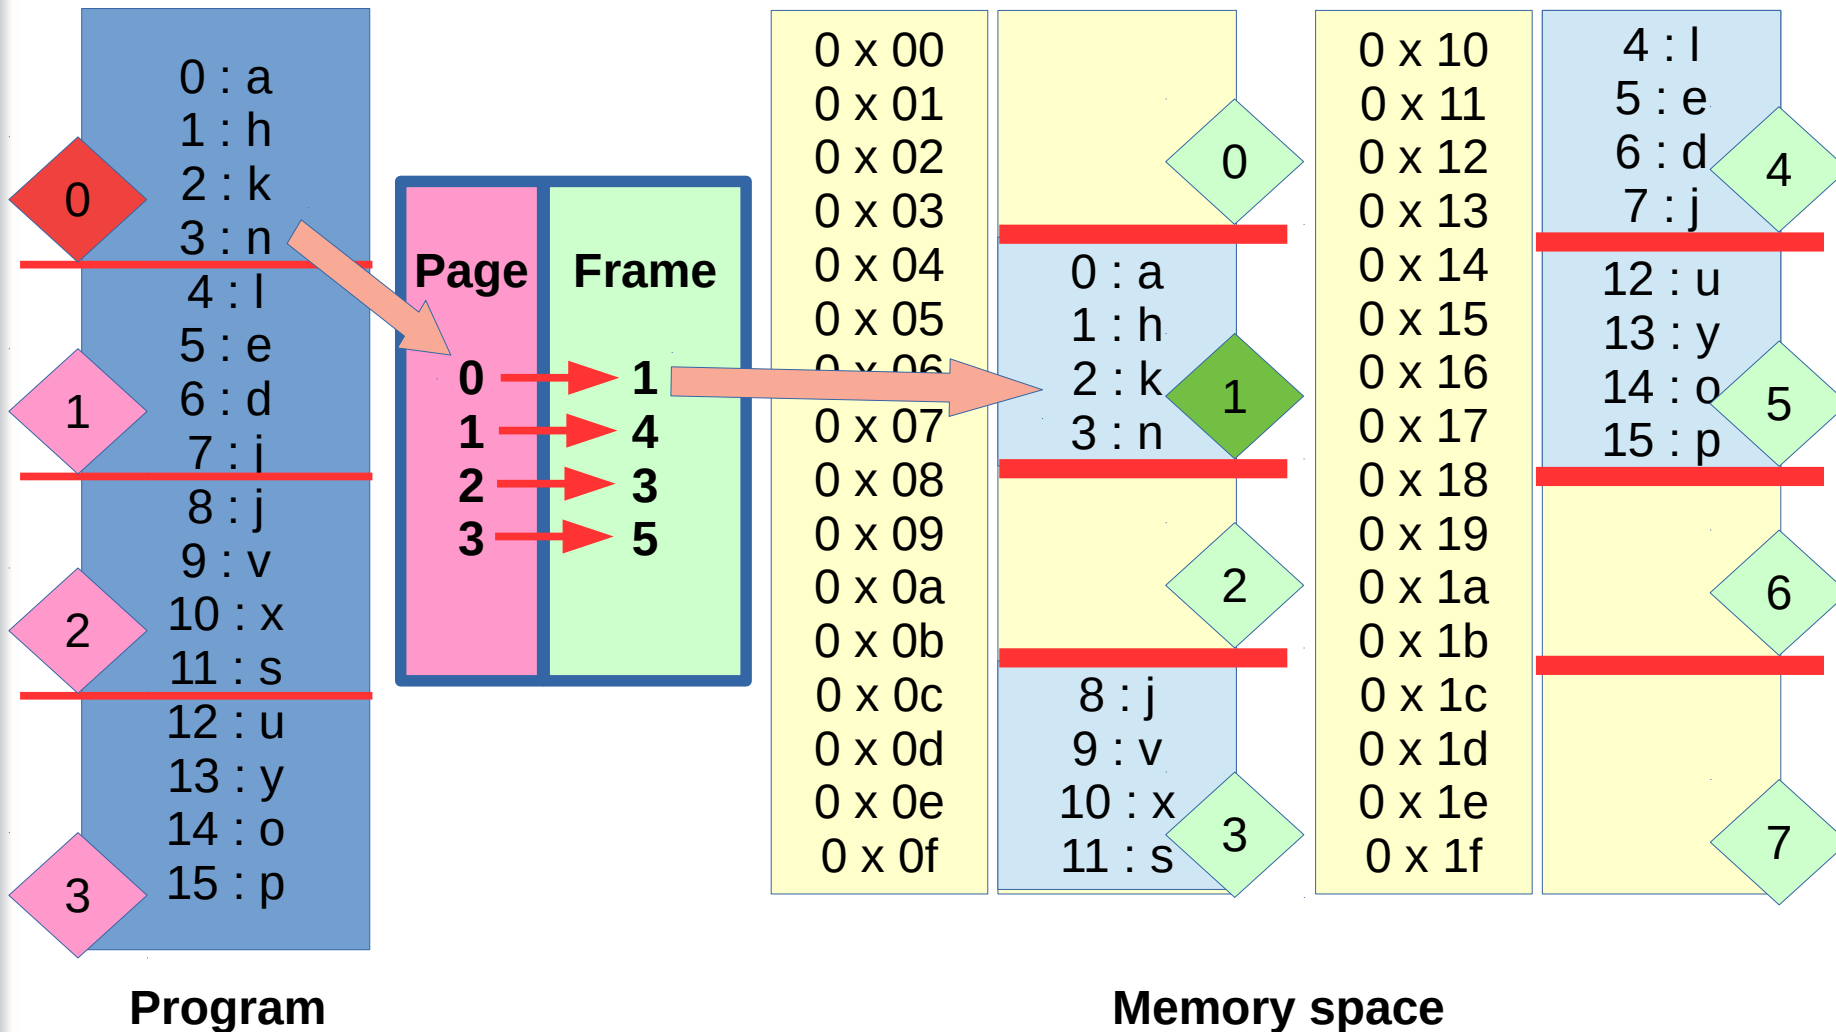 0 : a
1 : h
2 : k
3 : n
4 : l
5 : e
6 : d
7 : j
8 : j
9 : v
10 : x
11 : s
12 : u
13 : y
14 : o
15 : p
0
1
2
3
Program
Page Frame
0 1
1 4
2 3
3 5
0 x 00
0 x 01
0 x 02
0 x 03
0 x 04
0 x 05
0 x 06
0 x 07
0 x 08
0 x 09
0 x 0a
0 x 0b
0 x 0c
0 x 0d
0 x 0e
0 x 0f
0 : a
1 : h
2 : k
3 : n
8 : j
9 : v
10 : x
11 : s
0
1
2
3
0 x 10
0 x 11
0 x 12
0 x 13
0 x 14
0 x 15
0 x 16
0 x 17
0 x 18
0 x 19
0 x 1a
0 x 1b
0 x 1c
0 x 1d
0 x 1e
0 x 1f
4 : l
5 : e
6 : d
7 : j
12 : u
13 : y
14 : o
15 : p
4
5
6
7
Memory space